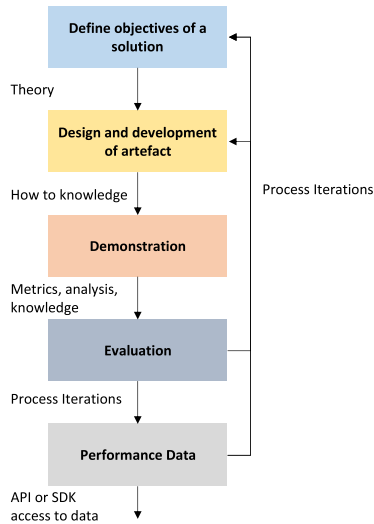 Define objectives of a
solution
Theory
Design and development
of artefact
How to knowledge
Process Iterations
Demonstration
Metrics, analysis,
knowledge
Evaluation
Process Iterations
Performance Data
API or SDK
access to data